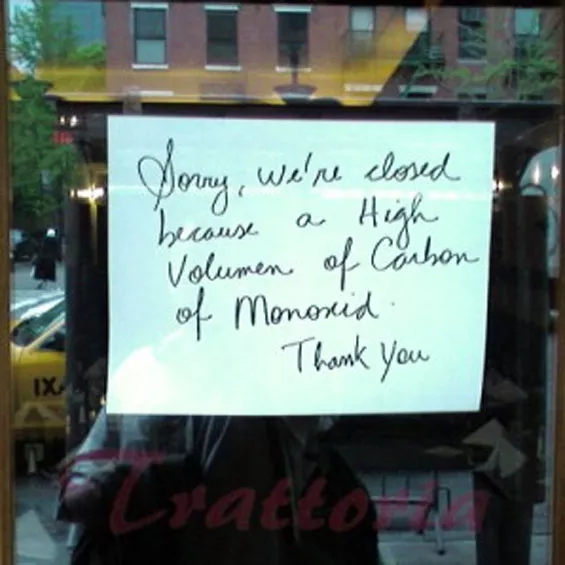 Sorry, we're closed
because a High
Volumen of Carbon
of Monoxid.
Thank you
Trattoria